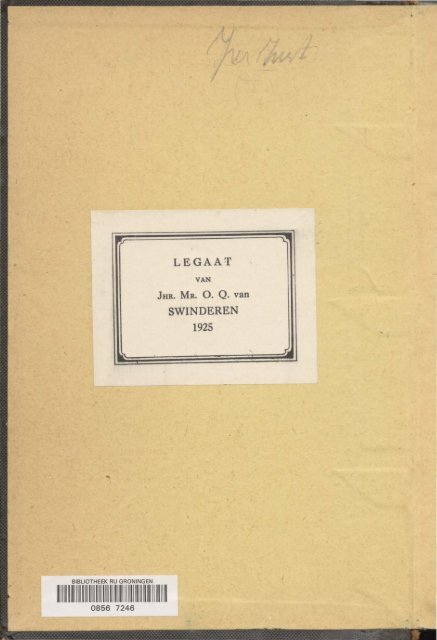 LEGAAT
VAN
JHR. MR. O. Q. van
SWINDEREN
1925
BIBLIOTHEEK RU GRONINGEN
0856 7246